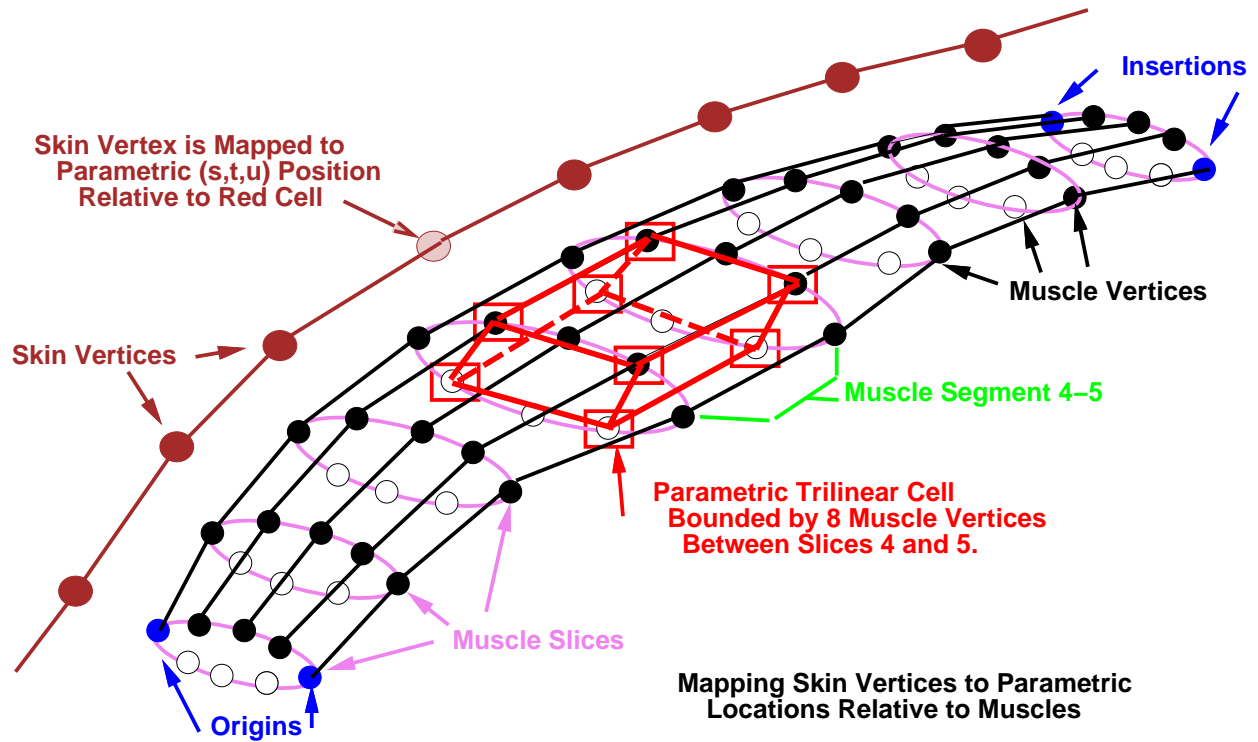 Insertions
Skin Vertex is Mapped to
Parametric (s,t,u) Position
Relative to Red Cell
Muscle Vertices
Skin Vertices
Muscle Segment 4–5
Parametric Trilinear Cell
Bounded by 8 Muscle Vertices
Between Slices 4 and 5.
Muscle Slices
Mapping Skin Vertices to Parametric
Locations Relative to Muscles
Origins